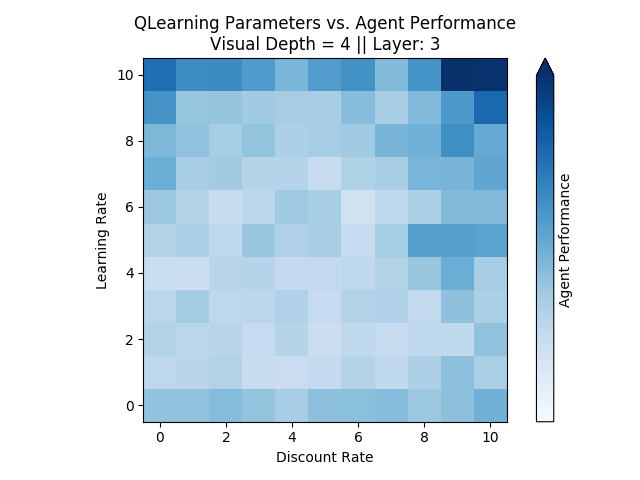 QLearning Parameters vs. Agent Performance
Visual Depth = 4 || Layer: 3
10
8
6
4
2
0
Learning Rate
0 2 4 6 8 10
Discount Rate
Agent Performance